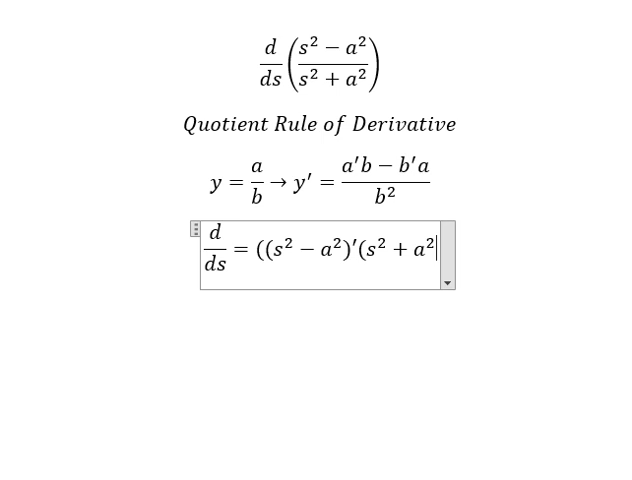 d/ds((s² − a²)/(s² + a²))
Quotient Rule of Derivative
y = a/b → y′ = (a′b − b′a)/b²
d/ds = ((s² − a²)′(s² + a²